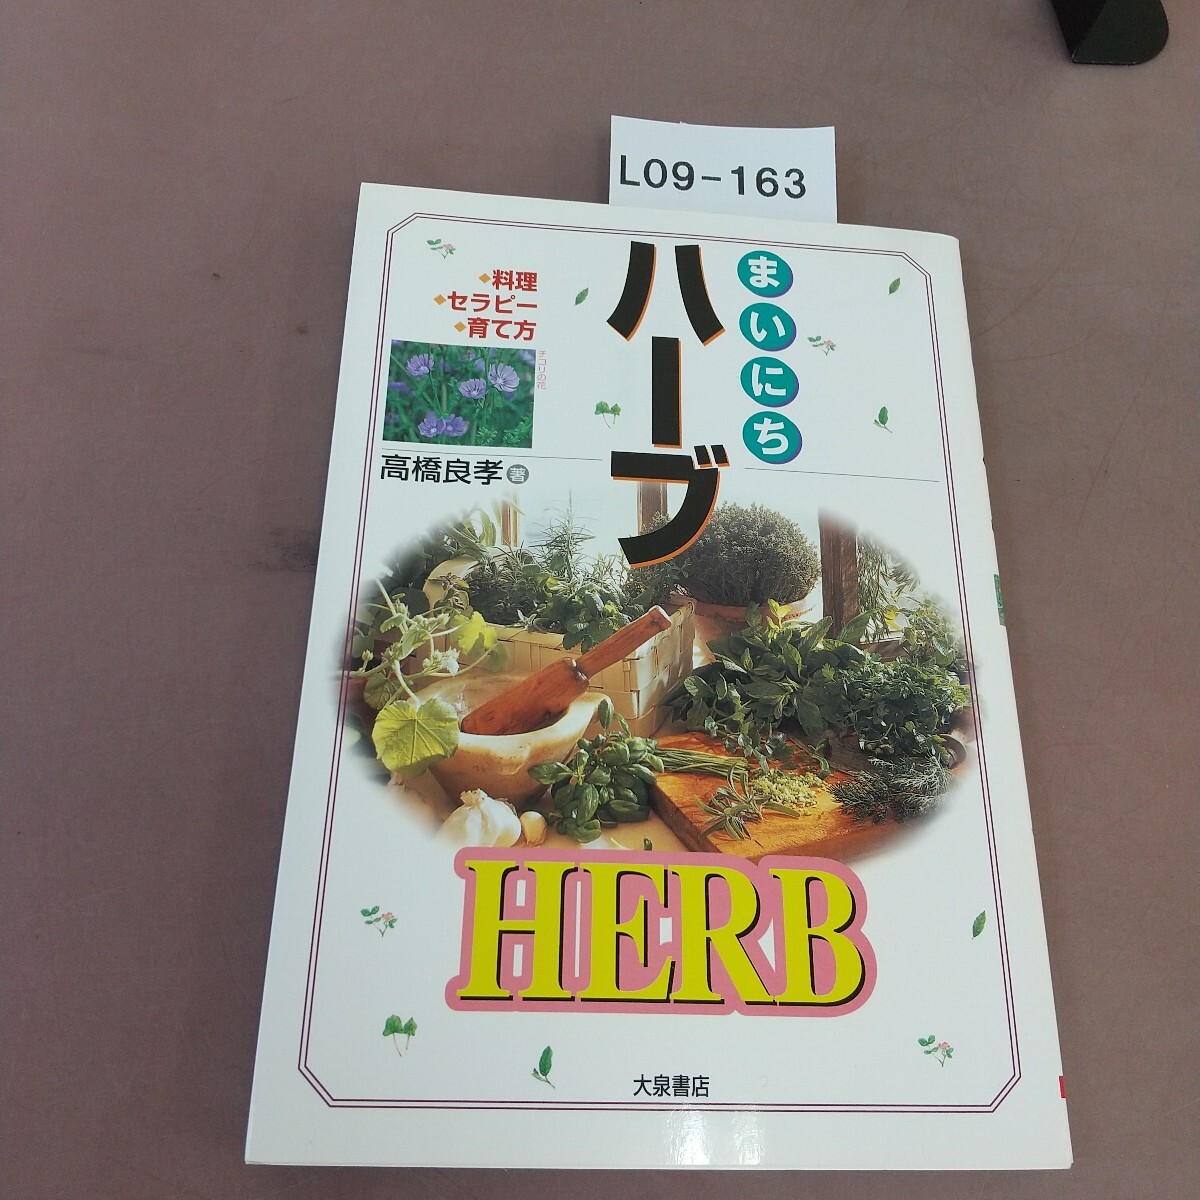 L09-163
まいにち
ハーブ
料理
セラピー
育て方
チコリの花
高橋良孝 著
HERB
大泉書店